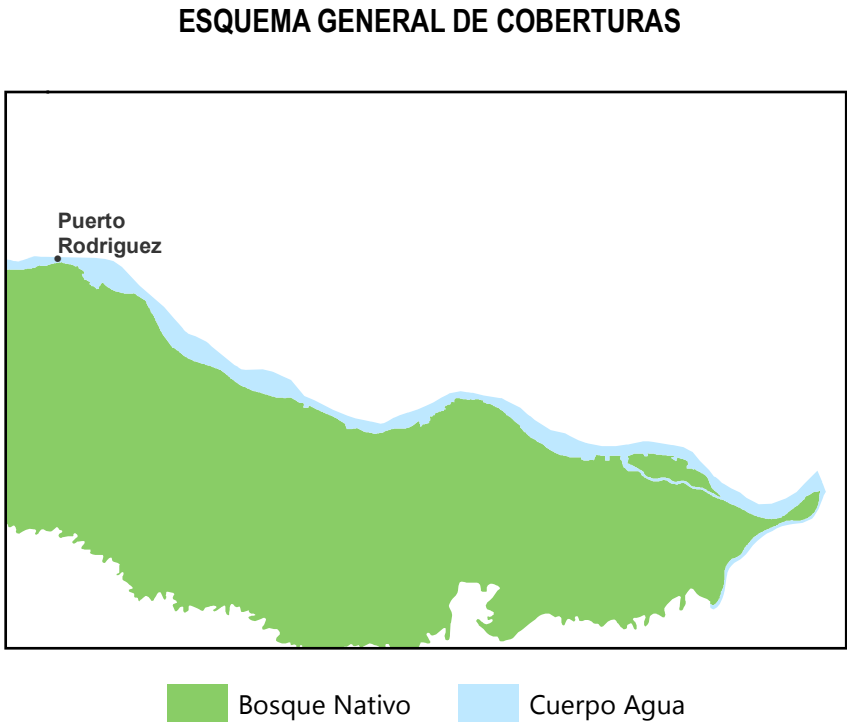 ESQUEMA GENERAL DE COBERTURAS
Puerto
Rodriguez
Bosque Nativo
Cuerpo Agua